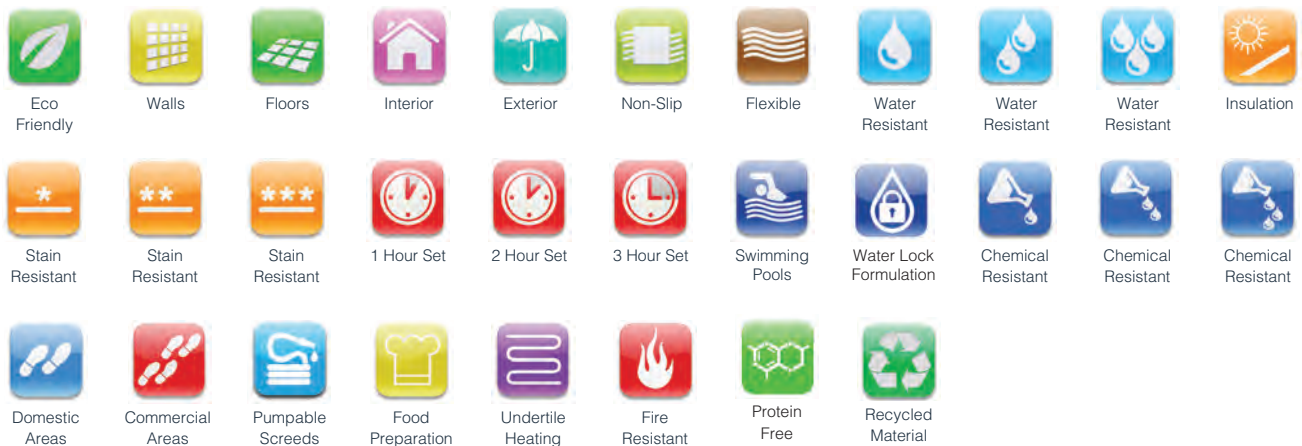 Eco
Friendly
Walls
Floors
Interior
Exterior
Non-Slip
Flexible
Water
Resistant
Water
Resistant
Water
Resistant
Insulation
*
**
***
Stain
Resistant
Stain
Resistant
Stain
Resistant
1 Hour Set
2 Hour Set
3 Hour Set
Swimming
Pools
Water Lock
Formulation
Chemical
Resistant
Chemical
Resistant
Chemical
Resistant
Domestic
Areas
Commercial
Areas
Pumpable
Screeds
Food
Preparation
Undertile
Heating
Fire
Resistant
Protein
Free
Recycled
Material